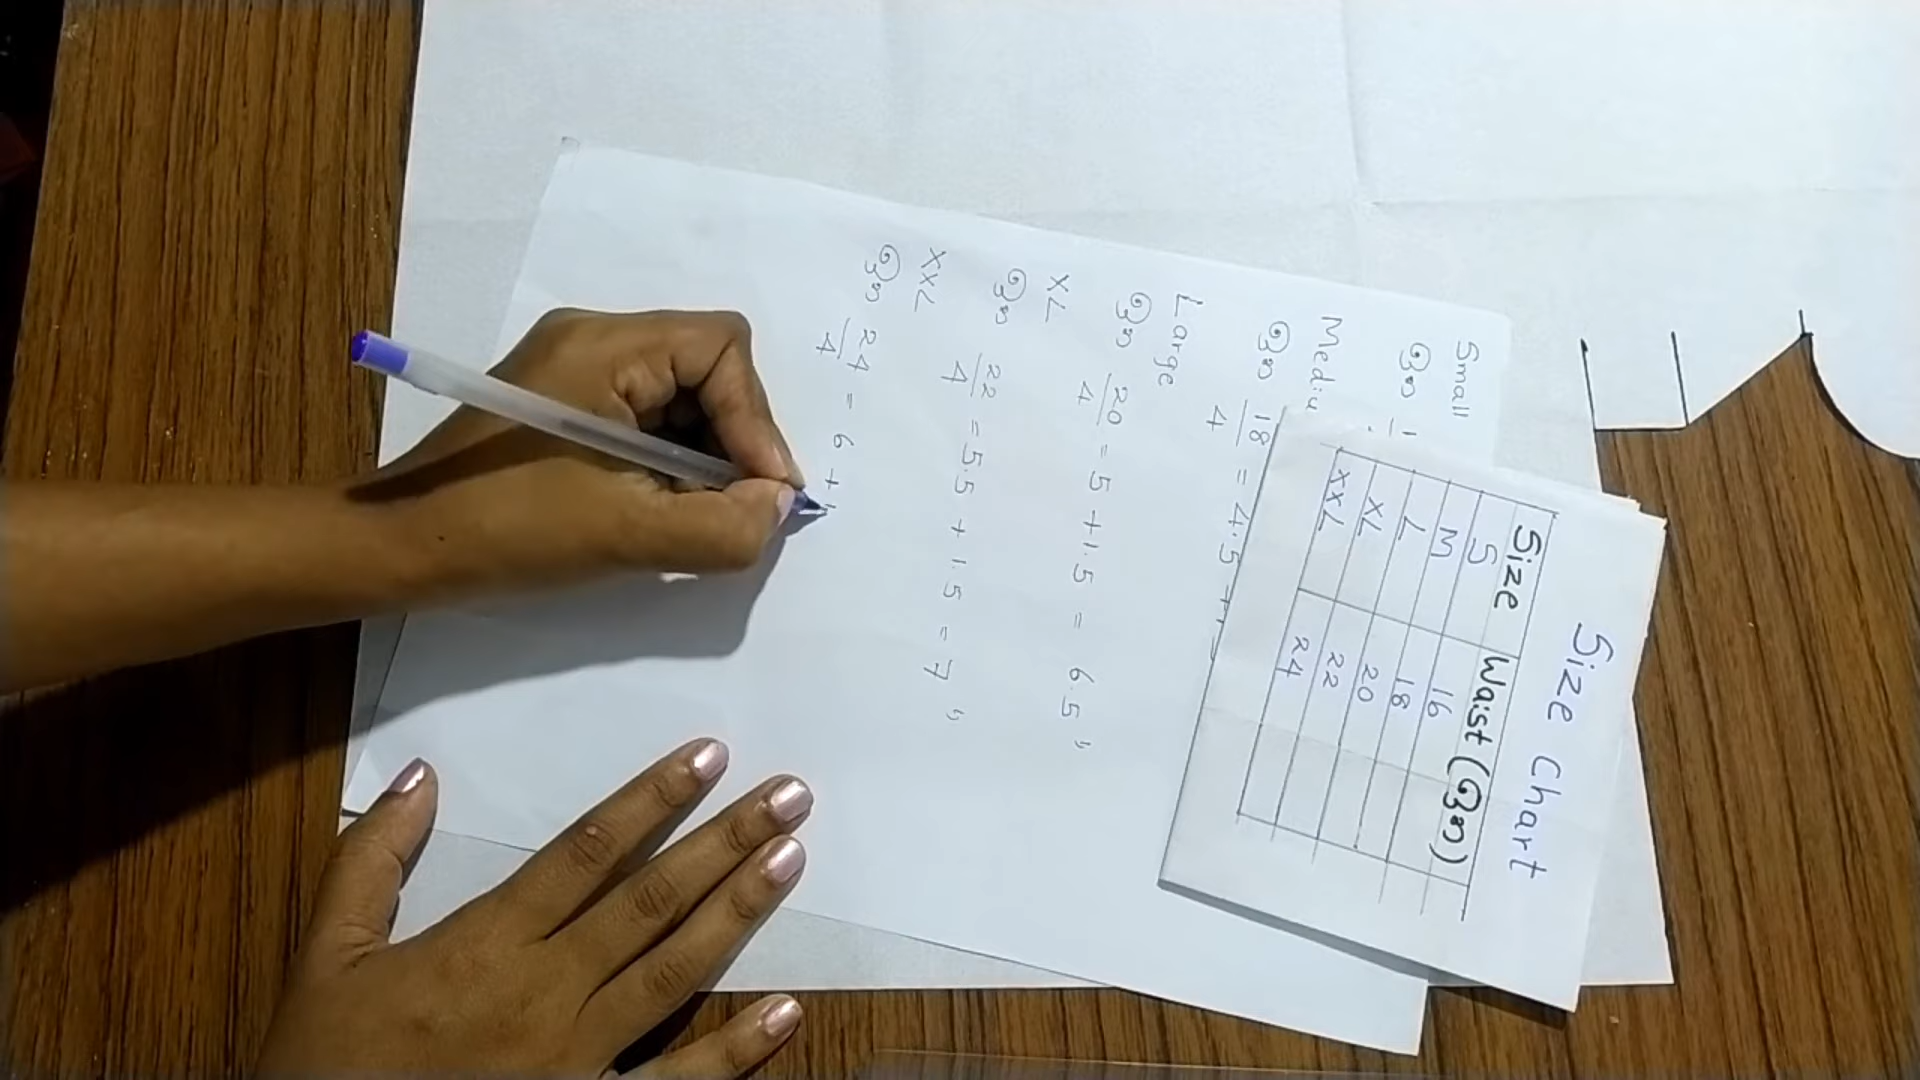 Size Chart
Size Waist (ඉන)
S 16
M 18
L 20
XL 22
XXL 24
Small
ඉන
Mediu
ඉන 18/4 = 4.5 +
Large
ඉන 20/4 = 5 + 1.5 = 6.5 "
XL
ඉන 22/4 = 5.5 + 1.5 = 7 "
XXL
ඉන 24/4 = 6 +